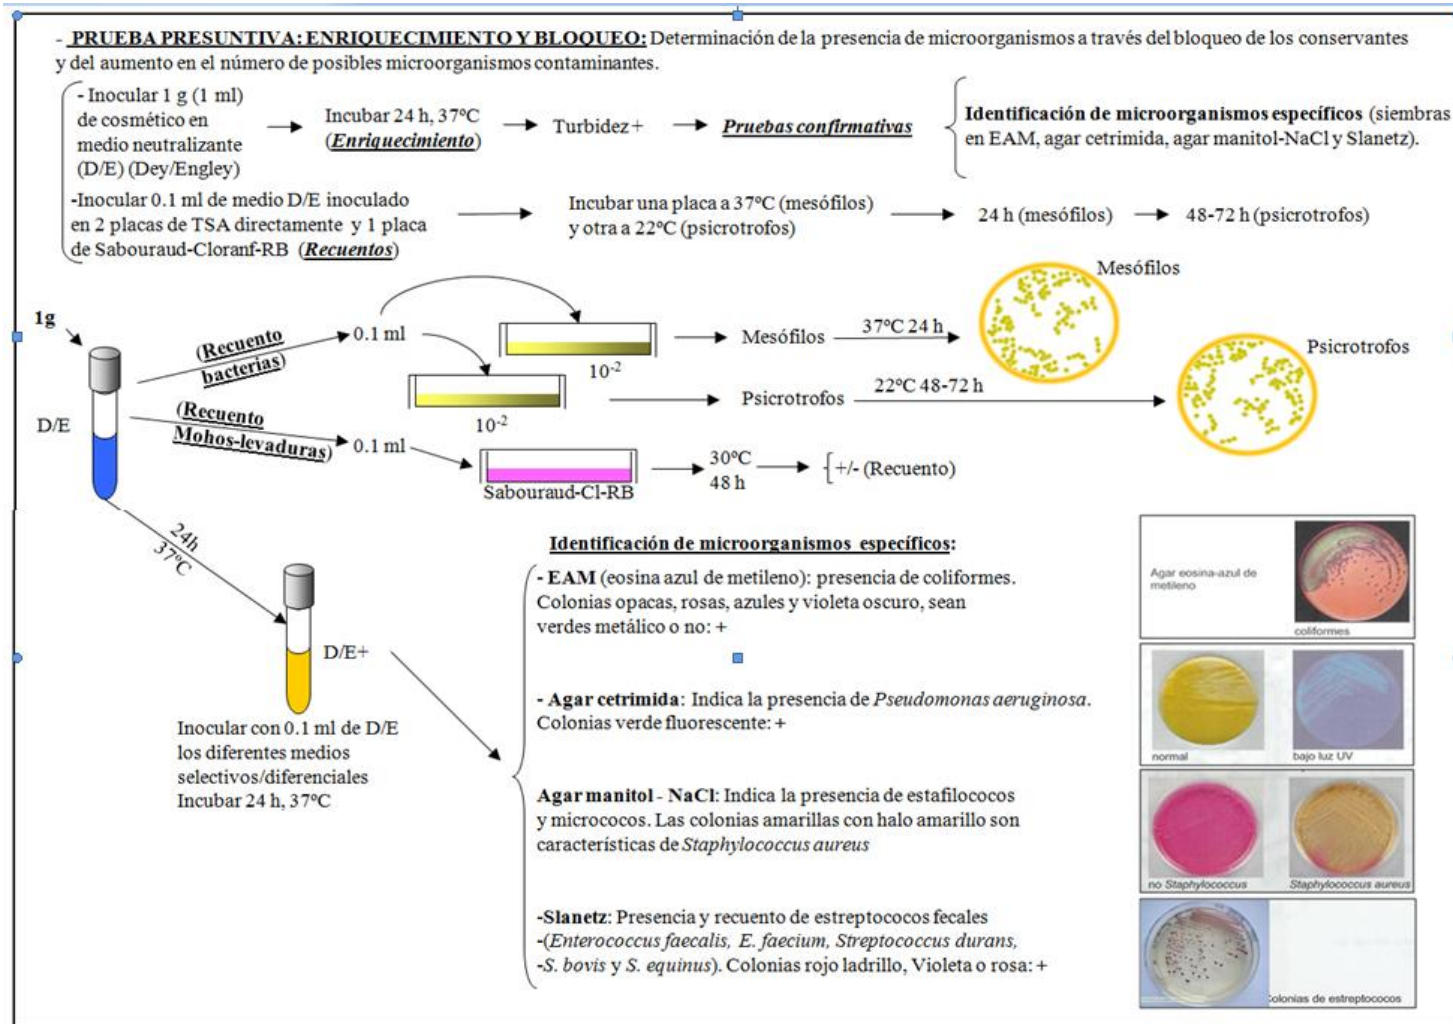 - PRUEBA PRESUNTIVA: ENRIQUECIMIENTO Y BLOQUEO: Determinación de la presencia de microorganismos a través del bloqueo de los conservantes
y del aumento en el número de posibles microorganismos contaminantes.
- Inocular 1 g (1 ml)
de cosmético en
medio neutralizante
(D/E) (Dey/Engley)
Incubar 24 h, 37ºC
(Enriquecimiento)
Turbidez +
Pruebas confirmativas
Identificación de microorganismos específicos (siembras
en EAM, agar cetrimida, agar manitol-NaCl y Slanetz).
-Inocular 0.1 ml de medio D/E inoculado
en 2 placas de TSA directamente y 1 placa
de Sabouraud-Cloranf-RB (Recuentos)
Incubar una placa a 37ºC (mesófilos)
y otra a 22ºC (psicrotrofos)
24 h (mesófilos)
48-72 h (psicrotrofos)
1g
D/E
(Recuento
bacterias)
0.1 ml
10-2
Mesófilos
37ºC 24 h
Mesófilos
10-2
Psicrotrofos
22ºC 48-72 h
Psicrotrofos
(Recuento
Mohos-levaduras)
0.1 ml
Sabouraud-Cl-RB
30ºC
48 h
+/- (Recuento)
24h
37ºC
D/E+
Inocular con 0.1 ml de D/E
los diferentes medios
selectivos/diferenciales
Incubar 24 h, 37ºC
Identificación de microorganismos específicos:
- EAM (eosina azul de metileno): presencia de coliformes.
Colonias opacas, rosas, azules y violeta oscuro, sean
verdes metálico o no: +
- Agar cetrimida: Indica la presencia de Pseudomonas aeruginosa.
Colonias verde fluorescente: +
Agar manitol - NaCl: Indica la presencia de estafilococos
y micrococos. Las colonias amarillas con halo amarillo son
características de Staphylococcus aureus
-Slanetz: Presencia y recuento de estreptococos fecales
-(Enterococcus faecalis, E. faecium, Streptococcus durans,
-S. bovis y S. equinus). Colonias rojo ladrillo, Violeta o rosa: +
Agar eosina-azul de
metileno
coliformes
normal
bajo luz UV
no Staphylococcus
Staphylococcus aureus
Colonias de estreptococos